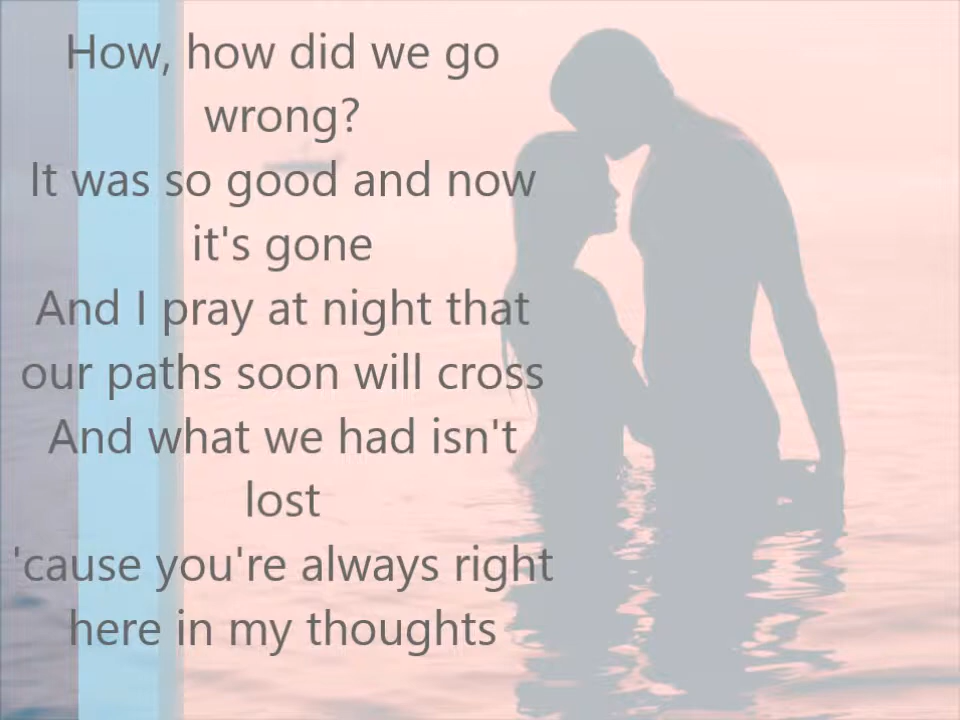 How, how did we go
wrong?
It was so good and now
it's gone
And I pray at night that
our paths soon will cross
And what we had isn't
lost
'cause you're always right
here in my thoughts